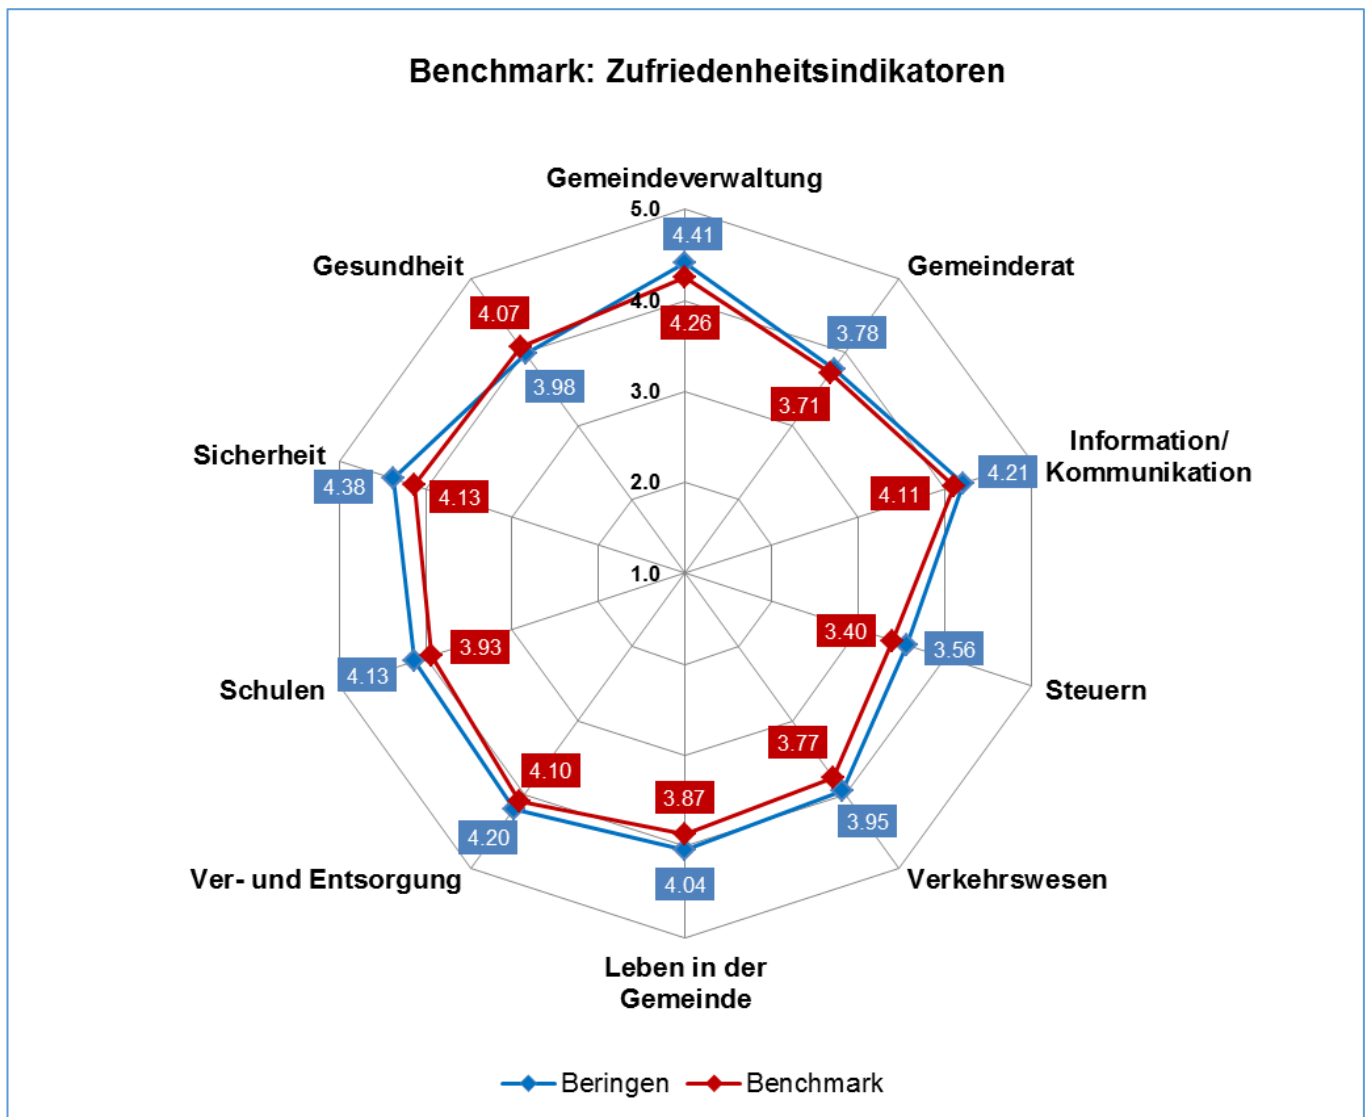 Benchmark: Zufriedenheitsindikatoren
Gemeindeverwaltung
5.0
4.41
Gesundheit
Gemeinderat
4.07
4.0
4.26
3.78
3.98
3.0
3.71
Sicherheit
Information/
Kommunikation
4.38
4.13
2.0
4.11
4.21
1.0
3.40
3.56
3.93
4.13
Schulen
Steuern
3.77
4.10
3.87
3.95
4.20
4.04
Ver- und Entsorgung
Verkehrswesen
Leben in der
Gemeinde
Beringen
Benchmark